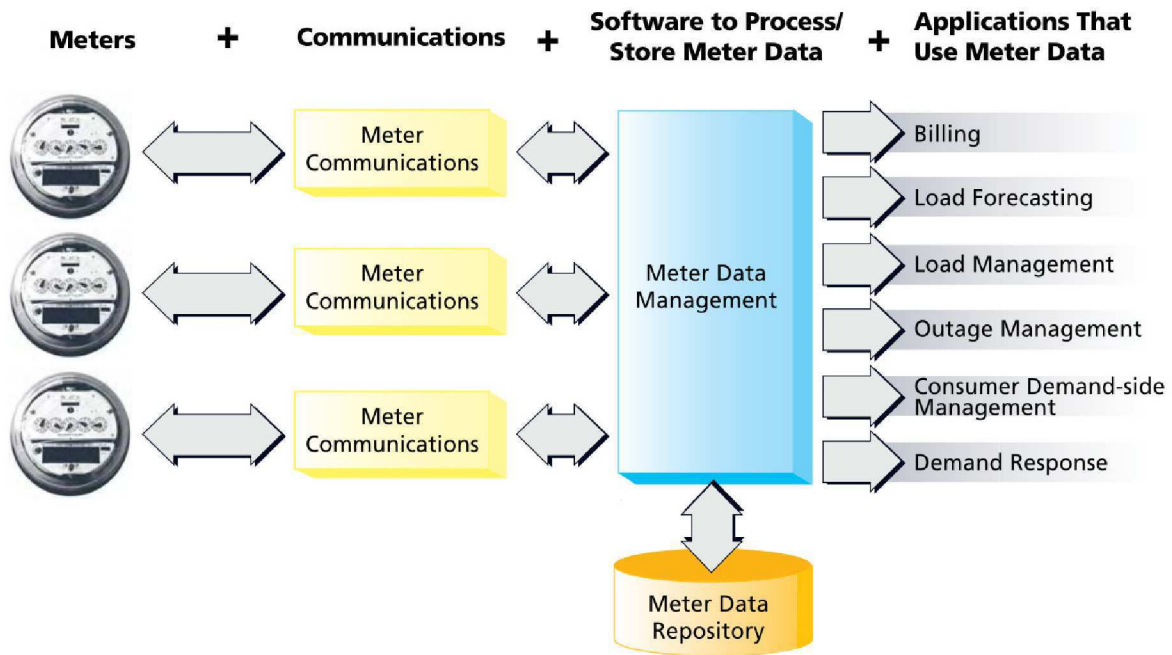 Meters + Communications + Software to Process/ + Applications That
Store Meter Data
Use Meter Data
Meter
Communications
Meter
Communications
Meter
Communications
Meter Data
Management
Billing
Load Forecasting
Load Management
Outage Management
Consumer Demand-side
Management
Demand Response
Meter Data
Repository